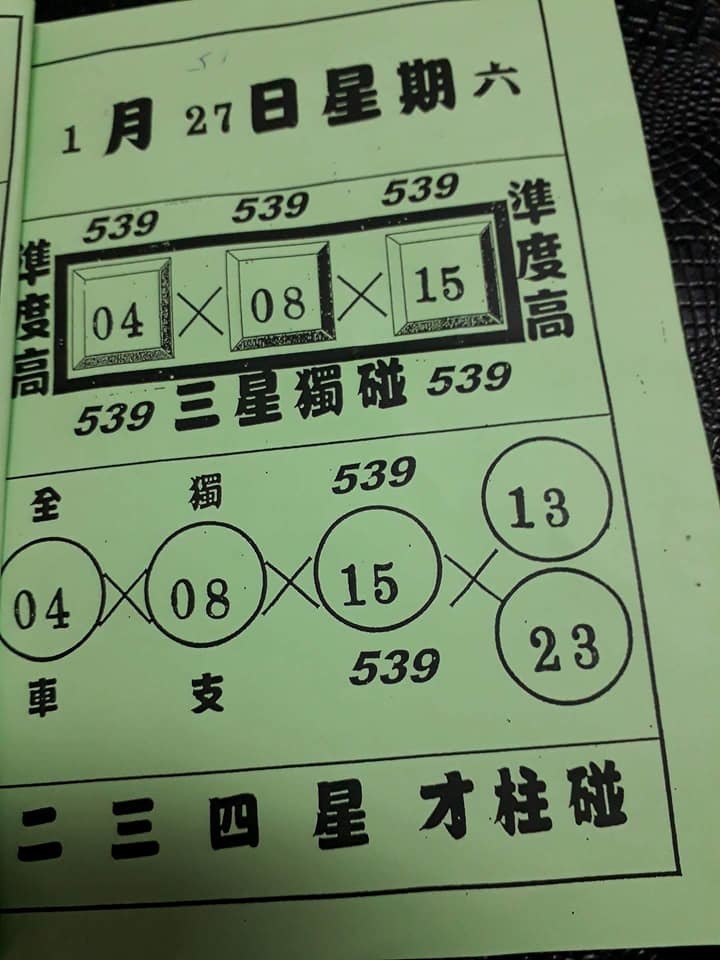 1月27日星期六
539 539 539
準度高
04×08×15
準度高
539 三星獨碰 539
全 獨 539
13
04×08×15×
23
車 支 539
二三四星 才柱碰